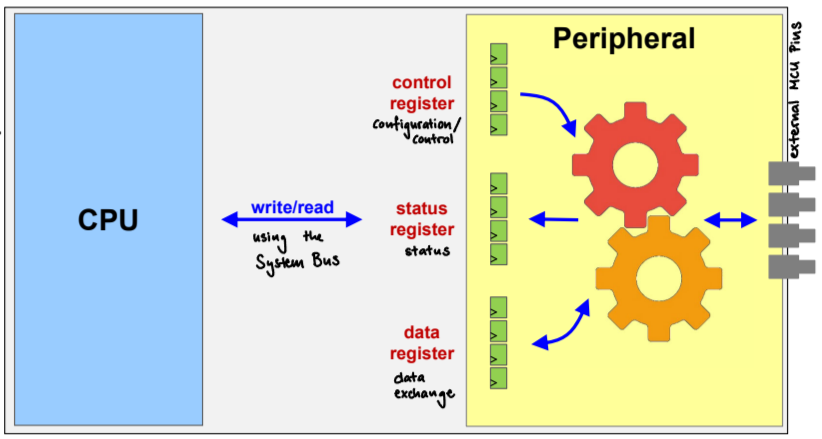 CPU
write/read
using the
System Bus
control
register
Configuration/
Control
status
register
status
data
register
data
exchange
Peripheral
external MCU Pins